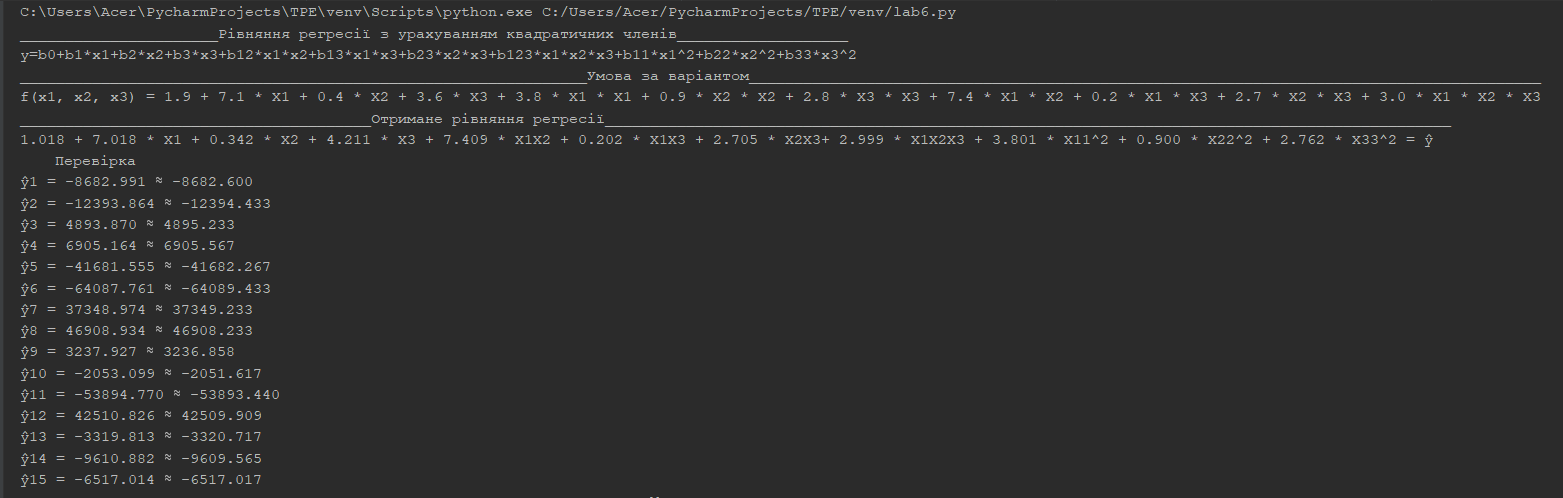 C:\Users\Acer\PycharmProjects\TPE\venv\Scripts\python.exe C:/Users/Acer/PycharmProjects/TPE/venv/lab6.py
______________________Рівняння регресії з урахуванням квадратичних членів___________________
y=b0+b1*x1+b2*x2+b3*x3+b12*x1*x2+b13*x1*x3+b23*x2*x3+b123*x1*x2*x3+b11*x1^2+b22*x2^2+b33*x3^2
_______________________________________________________________Умова за варіантом________________________________________________________________________________________
f(x1, x2, x3) = 1.9 + 7.1 * X1 + 0.4 * X2 + 3.6 * X3 + 3.8 * X1 * X1 + 0.9 * X2 * X2 + 2.8 * X3 * X3 + 7.4 * X1 * X2 + 0.2 * X1 * X3 + 2.7 * X2 * X3 + 3.0 * X1 * X2 * X3
_______________________________________Отримане рівняння регресії______________________________________________________________________________________________
1.018 + 7.018 * X1 + 0.342 * X2 + 4.211 * X3 + 7.409 * X1X2 + 0.202 * X1X3 + 2.705 * X2X3+ 2.999 * X1X2X3 + 3.801 * X11^2 + 0.900 * X22^2 + 2.762 * X33^2 = ŷ
Перевірка
ŷ1 = -8682.991 ≈ -8682.600
ŷ2 = -12393.864 ≈ -12394.433
ŷ3 = 4893.870 ≈ 4895.233
ŷ4 = 6905.164 ≈ 6905.567
ŷ5 = -41681.555 ≈ -41682.267
ŷ6 = -64087.761 ≈ -64089.433
ŷ7 = 37348.974 ≈ 37349.233
ŷ8 = 46908.934 ≈ 46908.233
ŷ9 = 3237.927 ≈ 3236.858
ŷ10 = -2053.099 ≈ -2051.617
ŷ11 = -53894.770 ≈ -53893.440
ŷ12 = 42510.826 ≈ 42509.909
ŷ13 = -3319.813 ≈ -3320.717
ŷ14 = -9610.882 ≈ -9609.565
ŷ15 = -6517.014 ≈ -6517.017